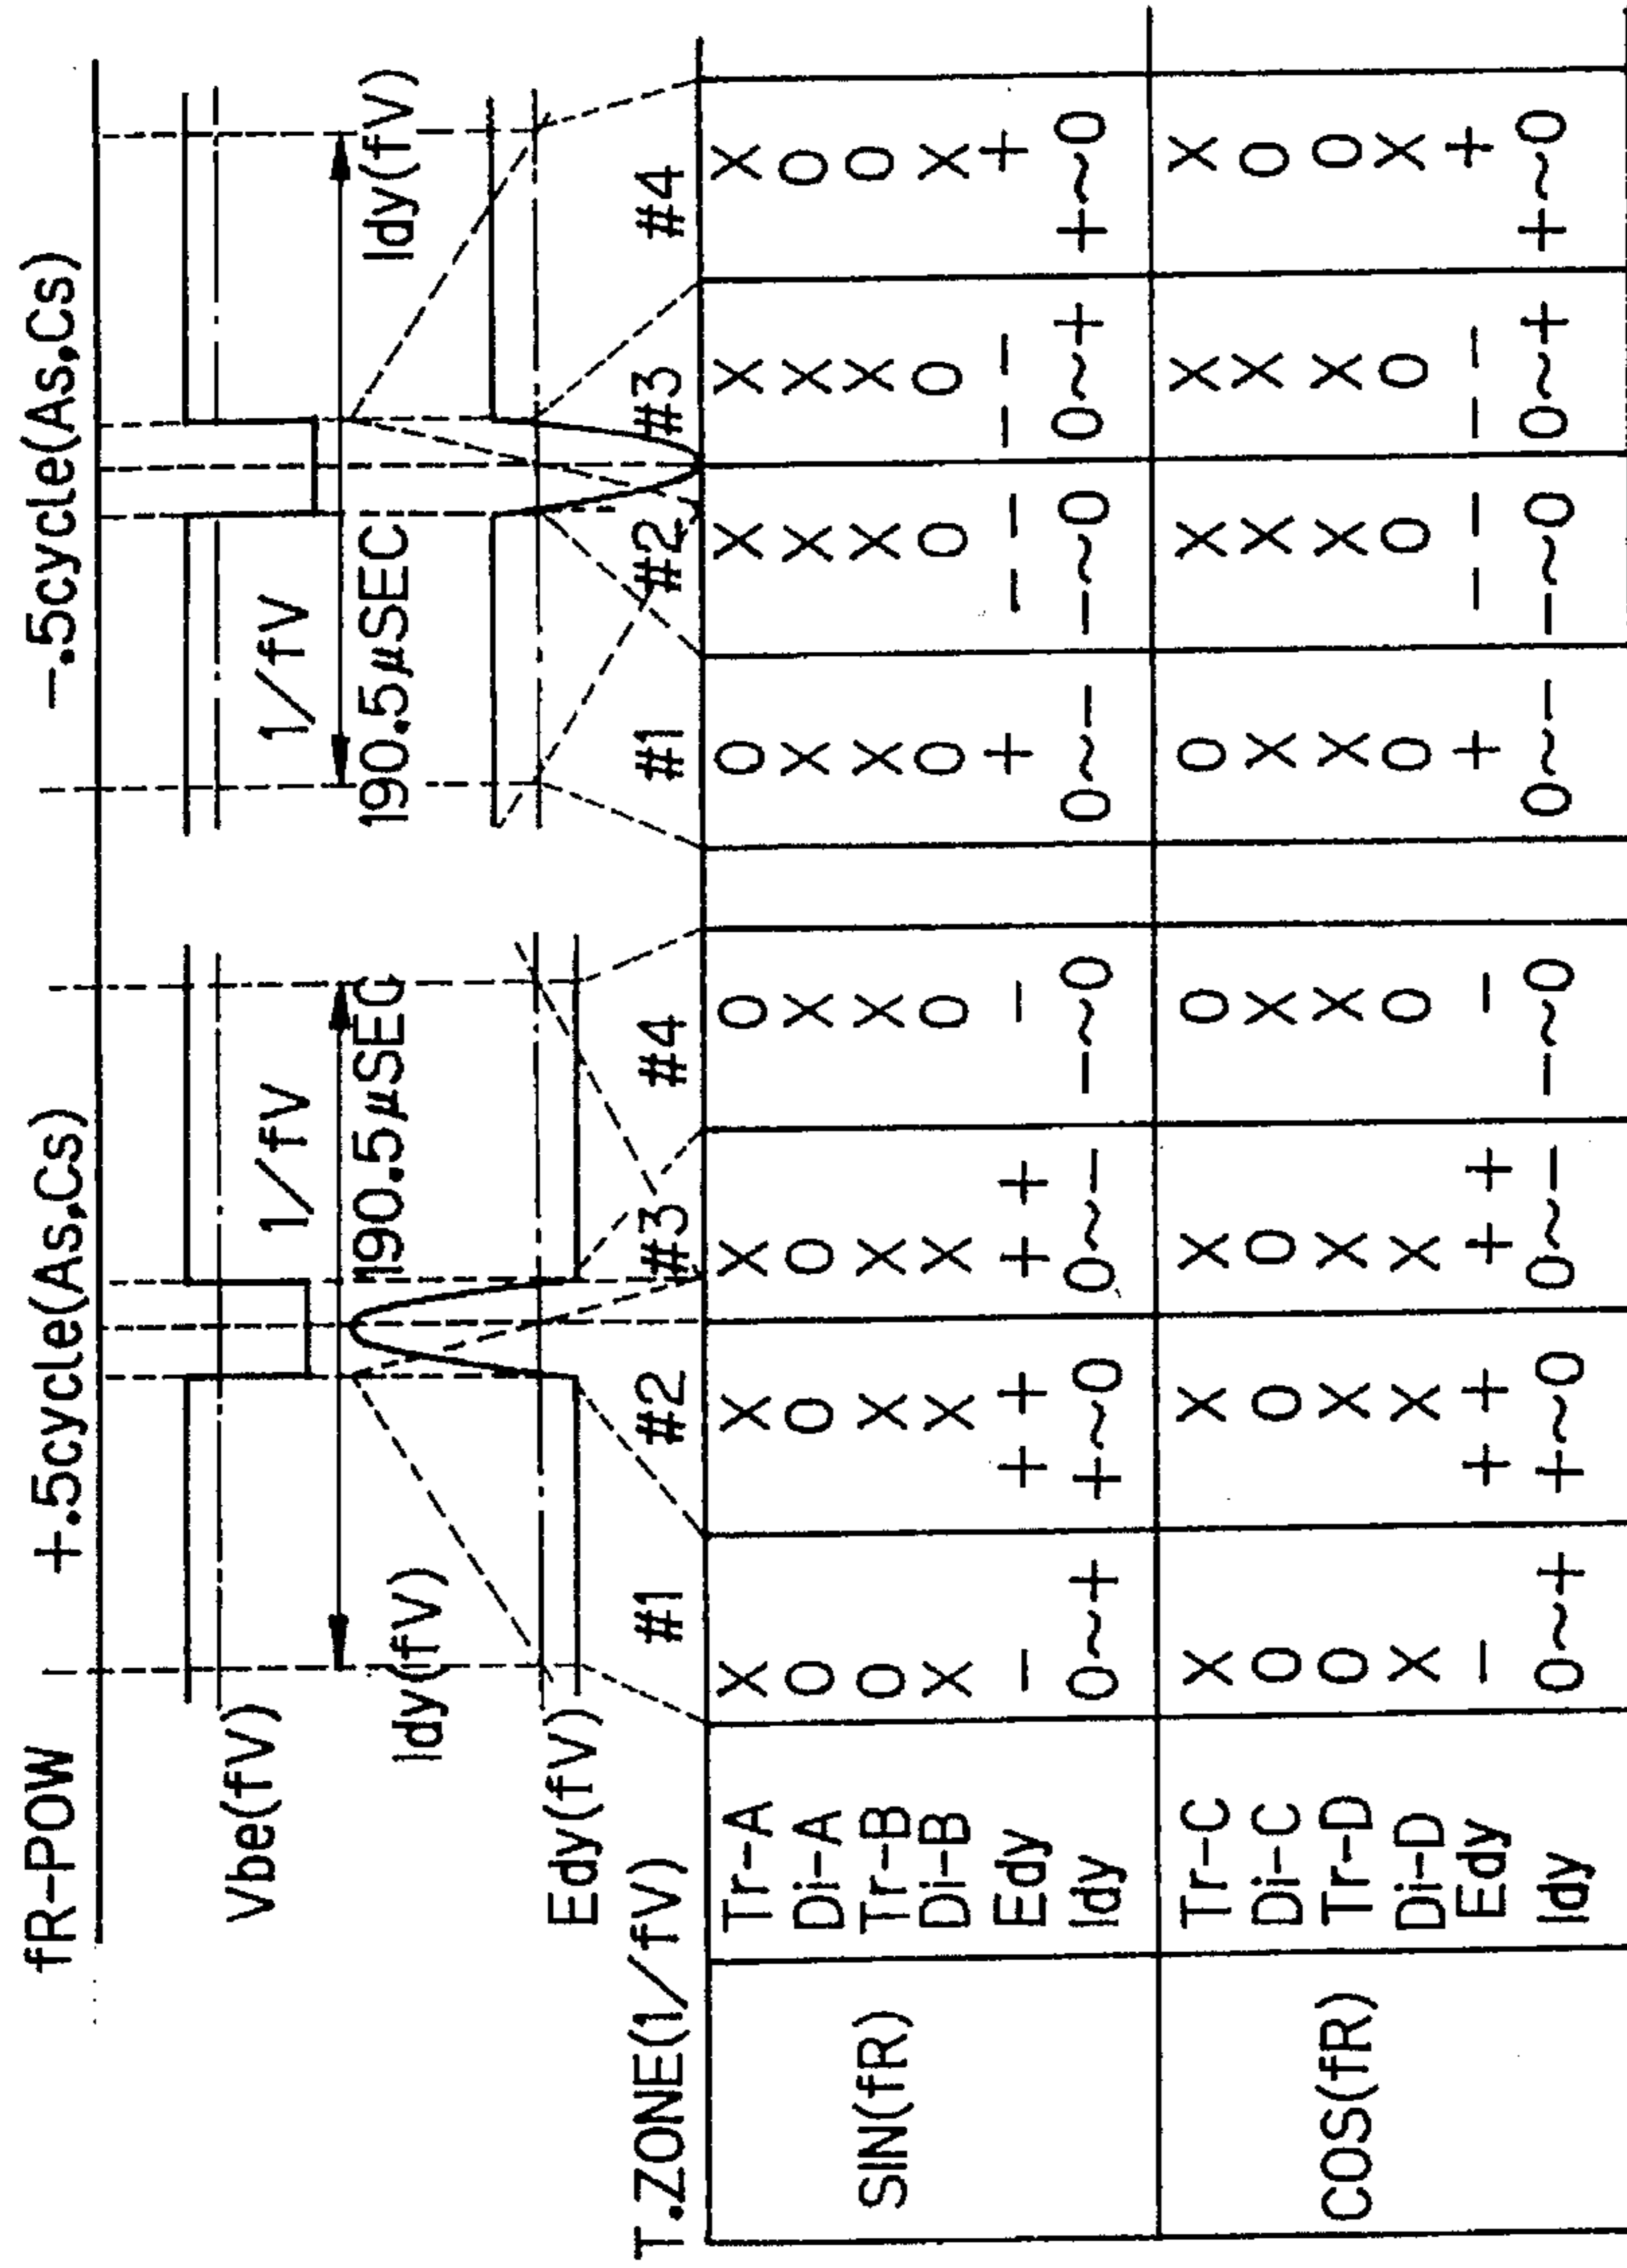 fR-POW +.5cycle(As,Cs) -.5cycle(As,Cs)
Vbe(fV) 1/fV 1/fV
Idy(fV) 190.5μSEC 190.5μSEC Idy(fV)
Edy(fV)
T.ZONE(1/fV) #1 #2 #3 #4 #1 #2 #3 #4
SIN(fR)
Tr-A X X X O O X X X
Di-A O O O X X X X O
Tr-B O X X X X X X O
Di-B X X X O O O O X
Edy - ++ ++ - + -- -- +
Idy O~+ +~O O~- -~O O~- -~O O~+ +~O
COS(fR)
Tr-C X X X O O X X X
Di-C O O O X X X X O
Tr-D O X X X X X X O
Di-D X X X O O O O X
Edy - ++ ++ - + -- -- +
Idy O~+ +~O O~- -~O O~- -~O O~+ +~O